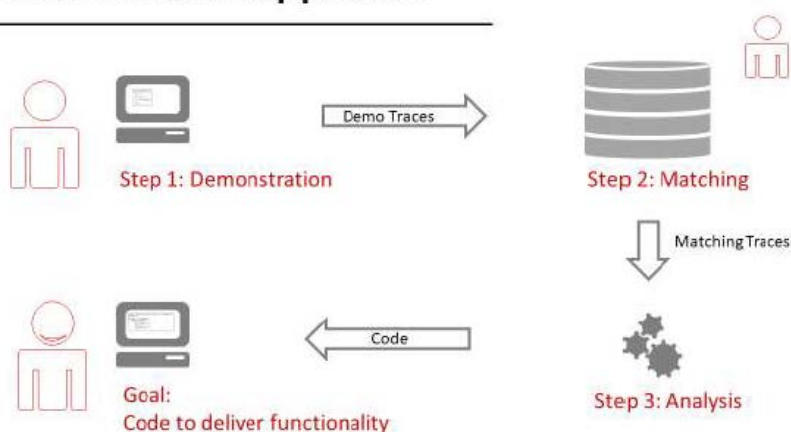 Demo Traces
Step 1: Demonstration
Step 2: Matching
Matching Traces
Code
Step 3: Analysis
Goal:
Code to deliver functionality